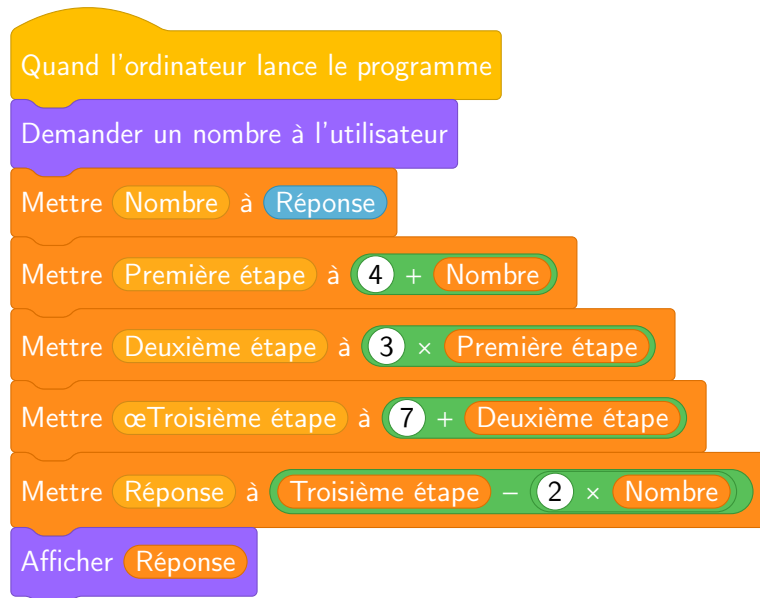 Quand l'ordinateur lance le programme
Demander un nombre à l'utilisateur
Mettre Nombre à Réponse
Mettre Première étape à 4 + Nombre
Mettre Deuxième étape à 3 × Première étape
Mettre œTroisième étape à 7 + Deuxième étape
Mettre Réponse à Troisième étape − 2 × Nombre
Afficher Réponse